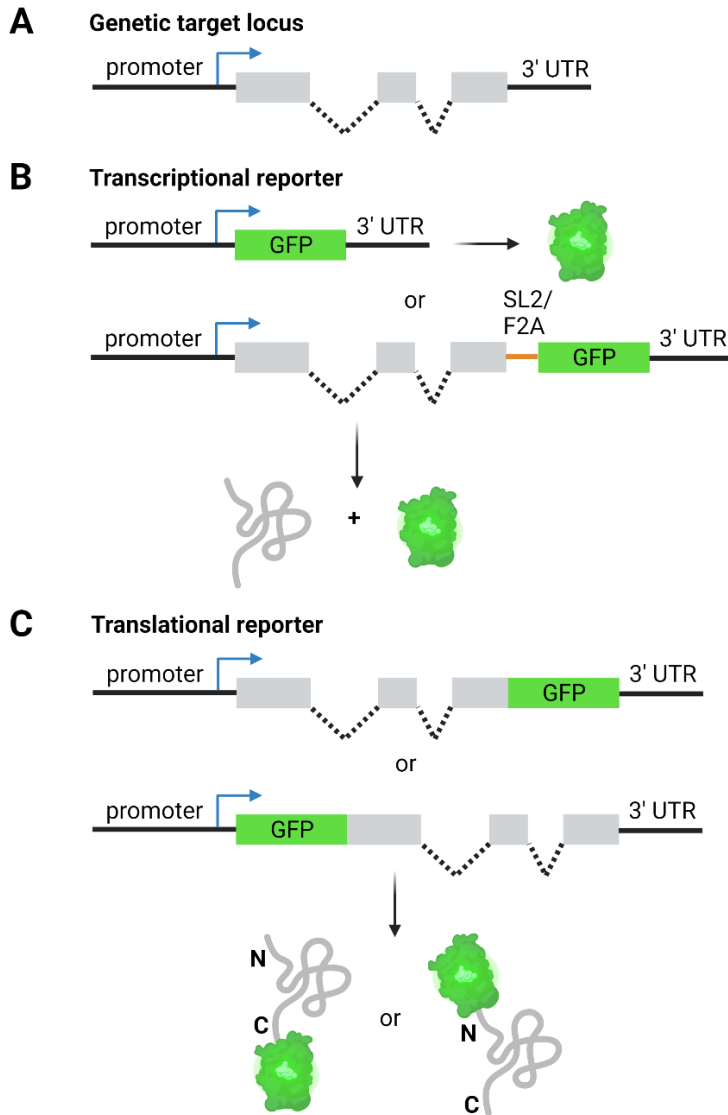 A Genetic target locus
promoter 3' UTR
B Transcriptional reporter
promoter GFP 3' UTR
or
SL2/
F2A
promoter GFP 3' UTR
+
C Translational reporter
promoter GFP 3' UTR
or
promoter GFP 3' UTR
N
C
or
N
C